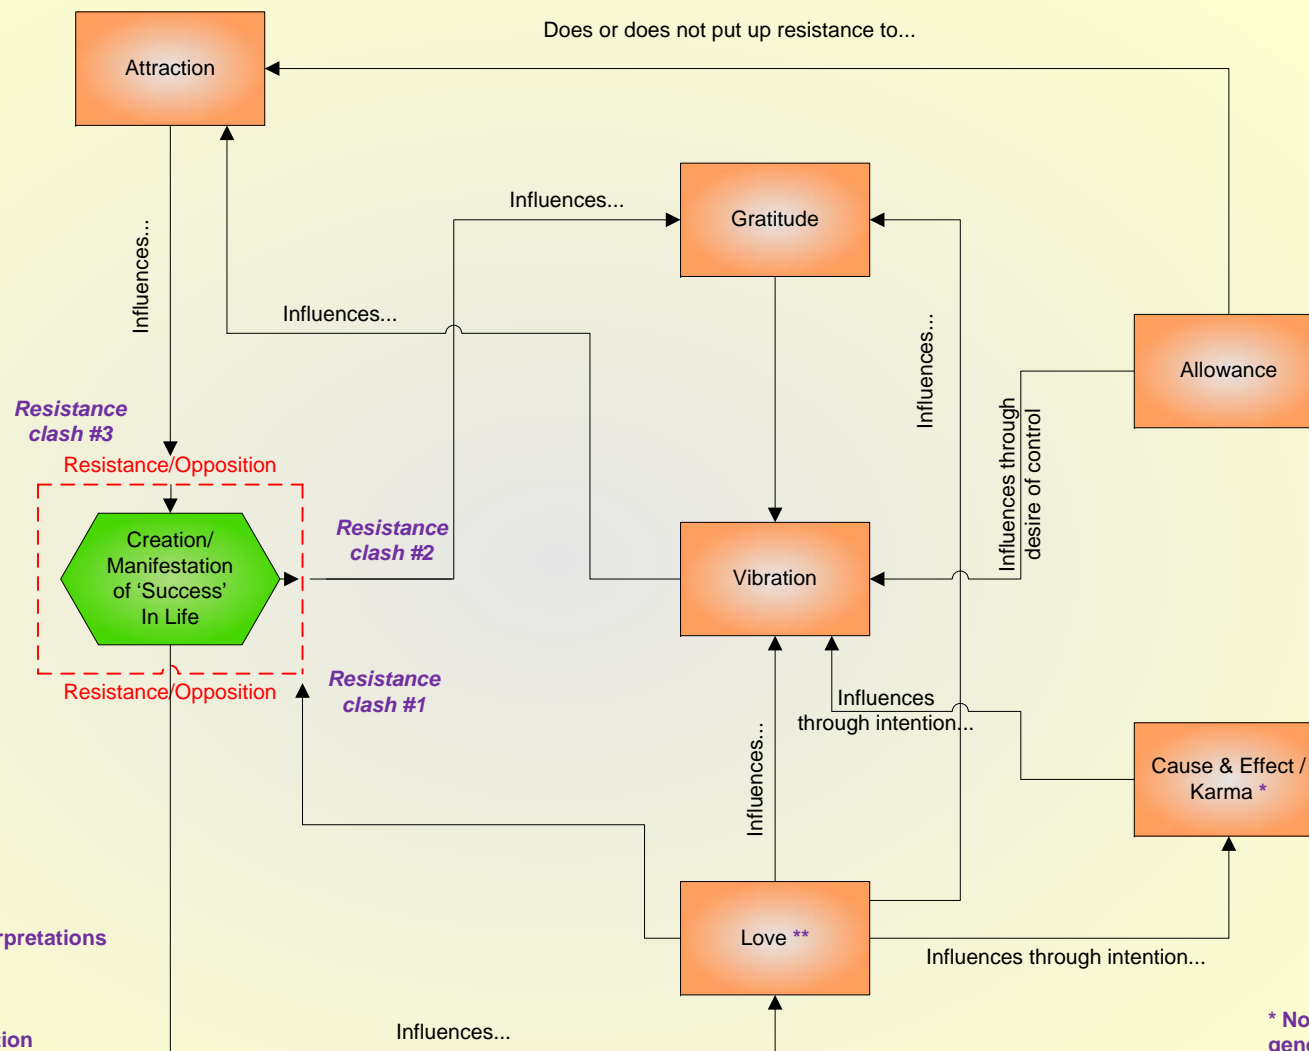 Does or does not put up resistance to...
Attraction
Influences...
Gratitude
Influences...
Influences...
Influences...
Allowance
Influences through
desire of control
Resistance
clash #3
Resistance/Opposition
Creation/
Manifestation
of ‘Success’
In Life
Resistance
clash #2
Vibration
Resistance/Opposition
Resistance
clash #1
Influences
through intention...
Influences...
Cause & Effect /
Karma *
Love **
Influences through intention...
Influences...
* No